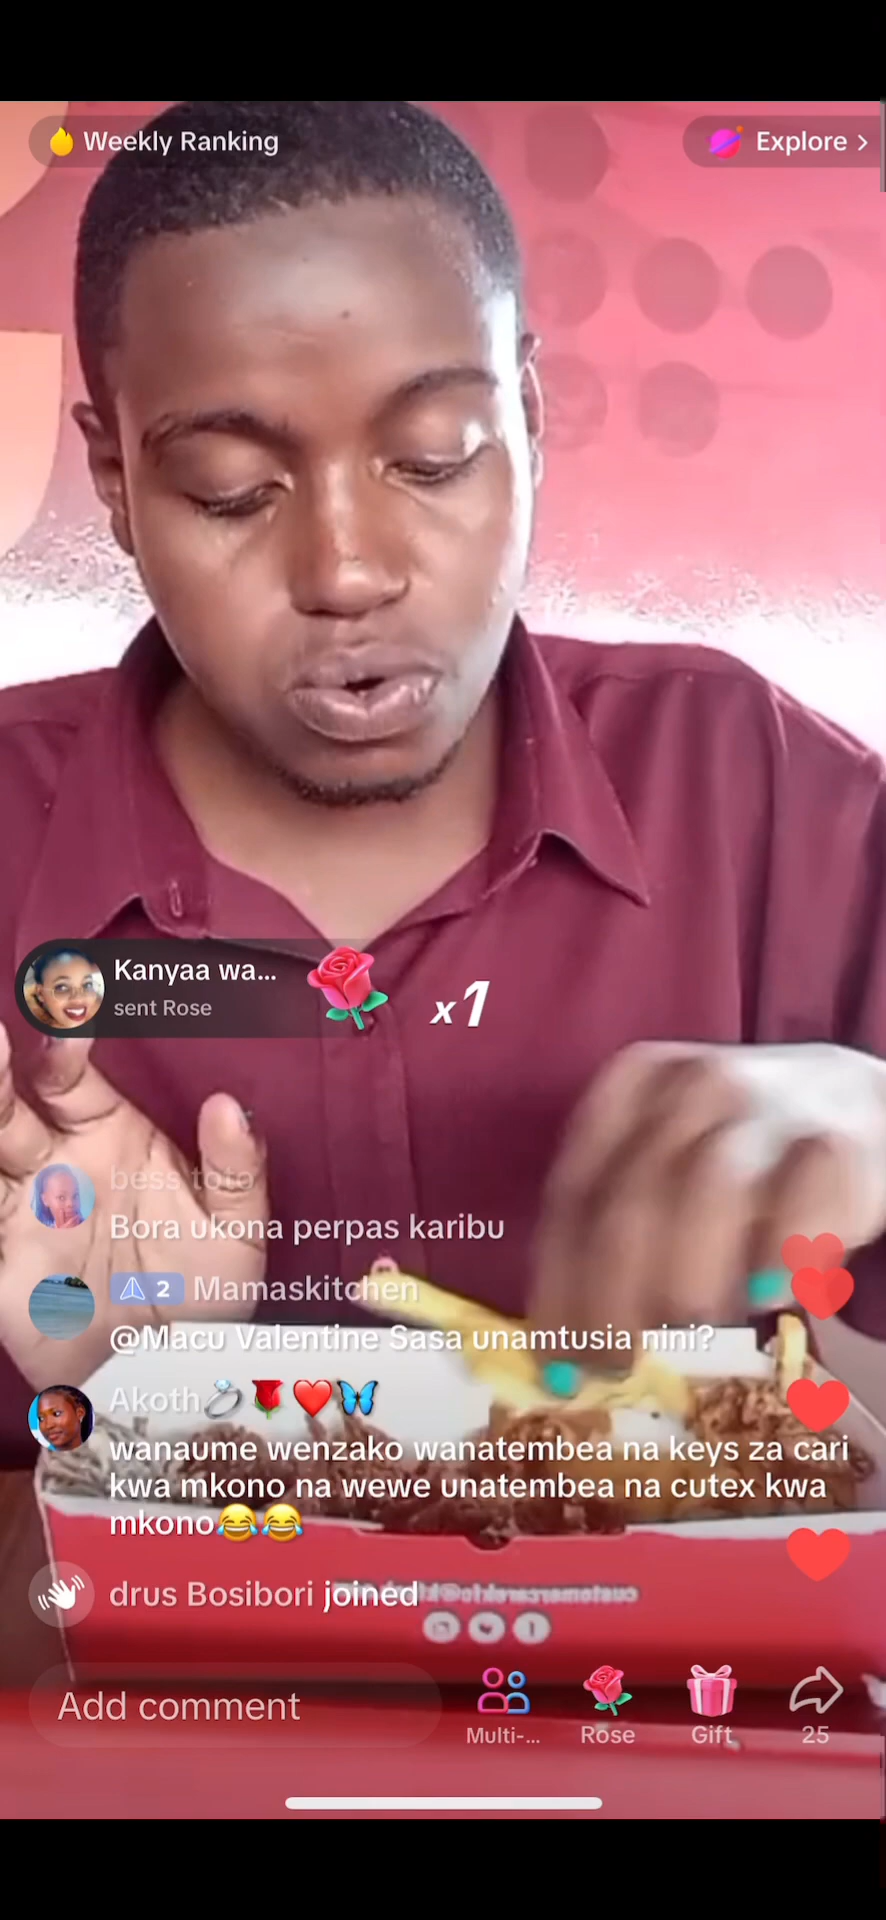 Weekly Ranking
Explore >
Kanyaa wa...
sent Rose
x1
bess toto
Bora ukona perpas karibu
2 Mamaskitchen
@Macu Valentine Sasa unamtusia nini?
Akoth💍🌹❤️🦋
wanaume wenzako wanatembea na keys za cari
kwa mkono na wewe unatembea na cutex kwa
mkono😂😂
drus Bosibori joined
Add comment
Multi-...
Rose
Gift
25